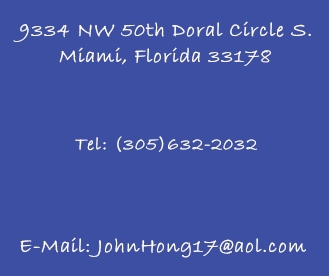 9334 NW 50th Doral Circle S.
Miami, Florida 33178
Tel: (305)632-2032
E-Mail: JohnHong17@aol.com